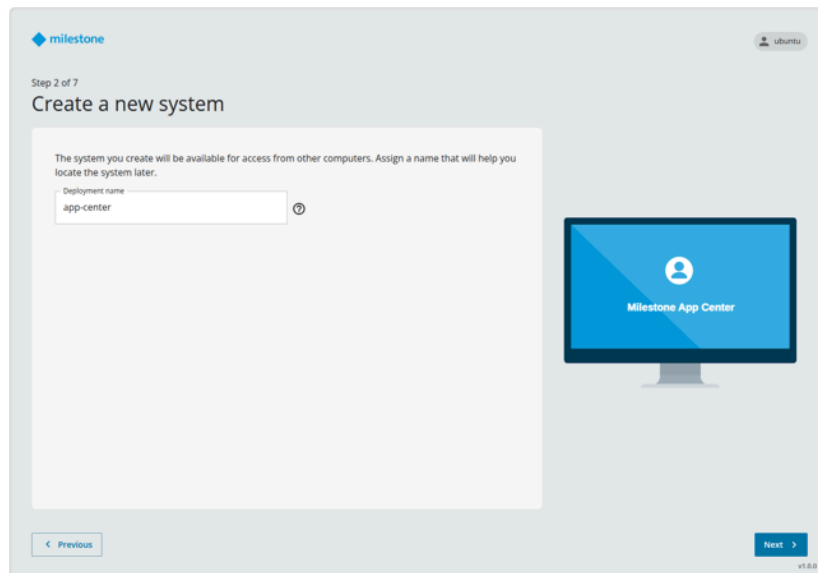 milestone
ubuntu
Step 2 of 7
Create a new system
The system you create will be available for access from other computers. Assign a name that will help you
locate the system later.
Deployment name
app-center
Milestone App Center
Previous
Next
v1.0.0